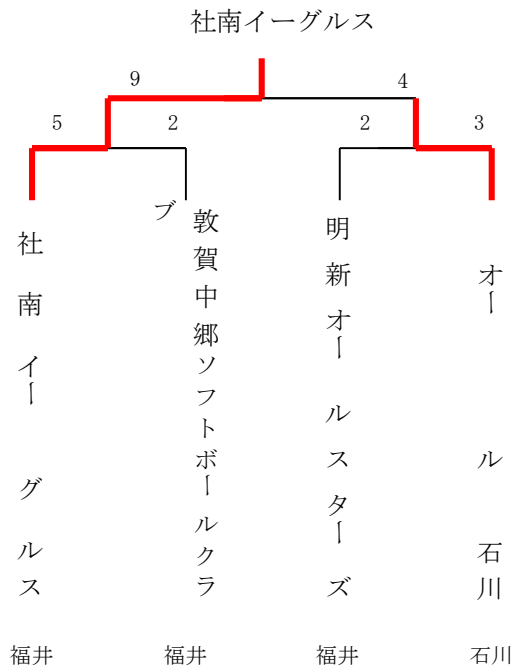 社南イーグルス
9
4
5
2
2
3
社南イーグルス
敦賀中郷ソフトボールクラブ
明新オールスターズ
オール石川
福井
福井
福井
石川